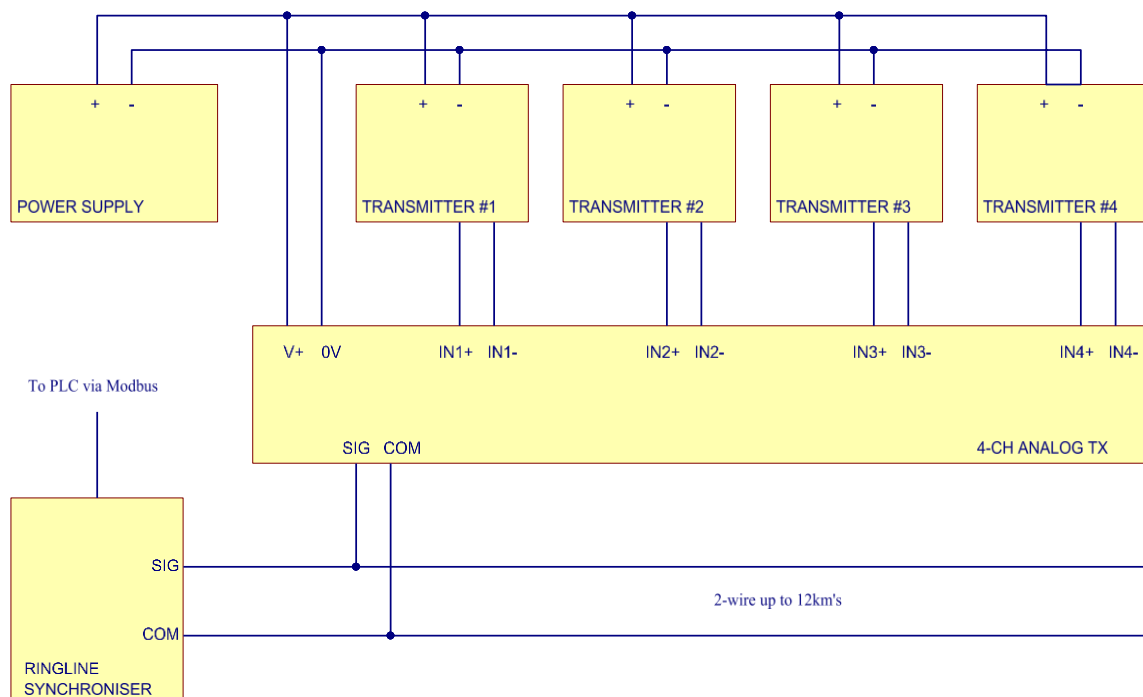 + -
POWER SUPPLY
+ -
TRANSMITTER #1
+ -
TRANSMITTER #2
+ -
TRANSMITTER #3
+ -
TRANSMITTER #4
V+ 0V IN1+ IN1- IN2+ IN2- IN3+ IN3- IN4+ IN4-
To PLC via Modbus
SIG COM
4-CH ANALOG TX
SIG
2-wire up to 12km's
COM
RINGLINE
SYNCHRONISER